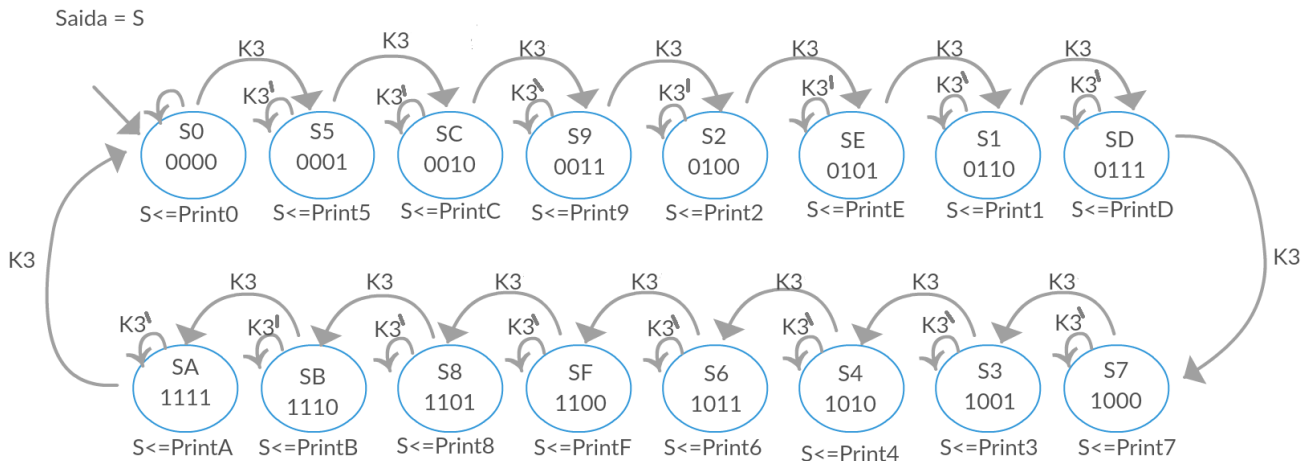 Saida = S
K3 K3 K3 K3 K3 K3 K3
K3' K3' K3' K3' K3' K3' K3'
S0 S5 SC S9 S2 SE S1 SD
0000 0001 0010 0011 0100 0101 0110 0111
S<=Print0 S<=Print5 S<=PrintC S<=Print9 S<=Print2 S<=PrintE S<=Print1 S<=PrintD
K3 K3
K3 K3 K3 K3 K3 K3 K3
K3' K3' K3' K3' K3' K3' K3' K3'
SA SB S8 SF S6 S4 S3 S7
1111 1110 1101 1100 1011 1010 1001 1000
S<=PrintA S<=PrintB S<=Print8 S<=PrintF S<=Print6 S<=Print4 S<=Print3 S<=Print7